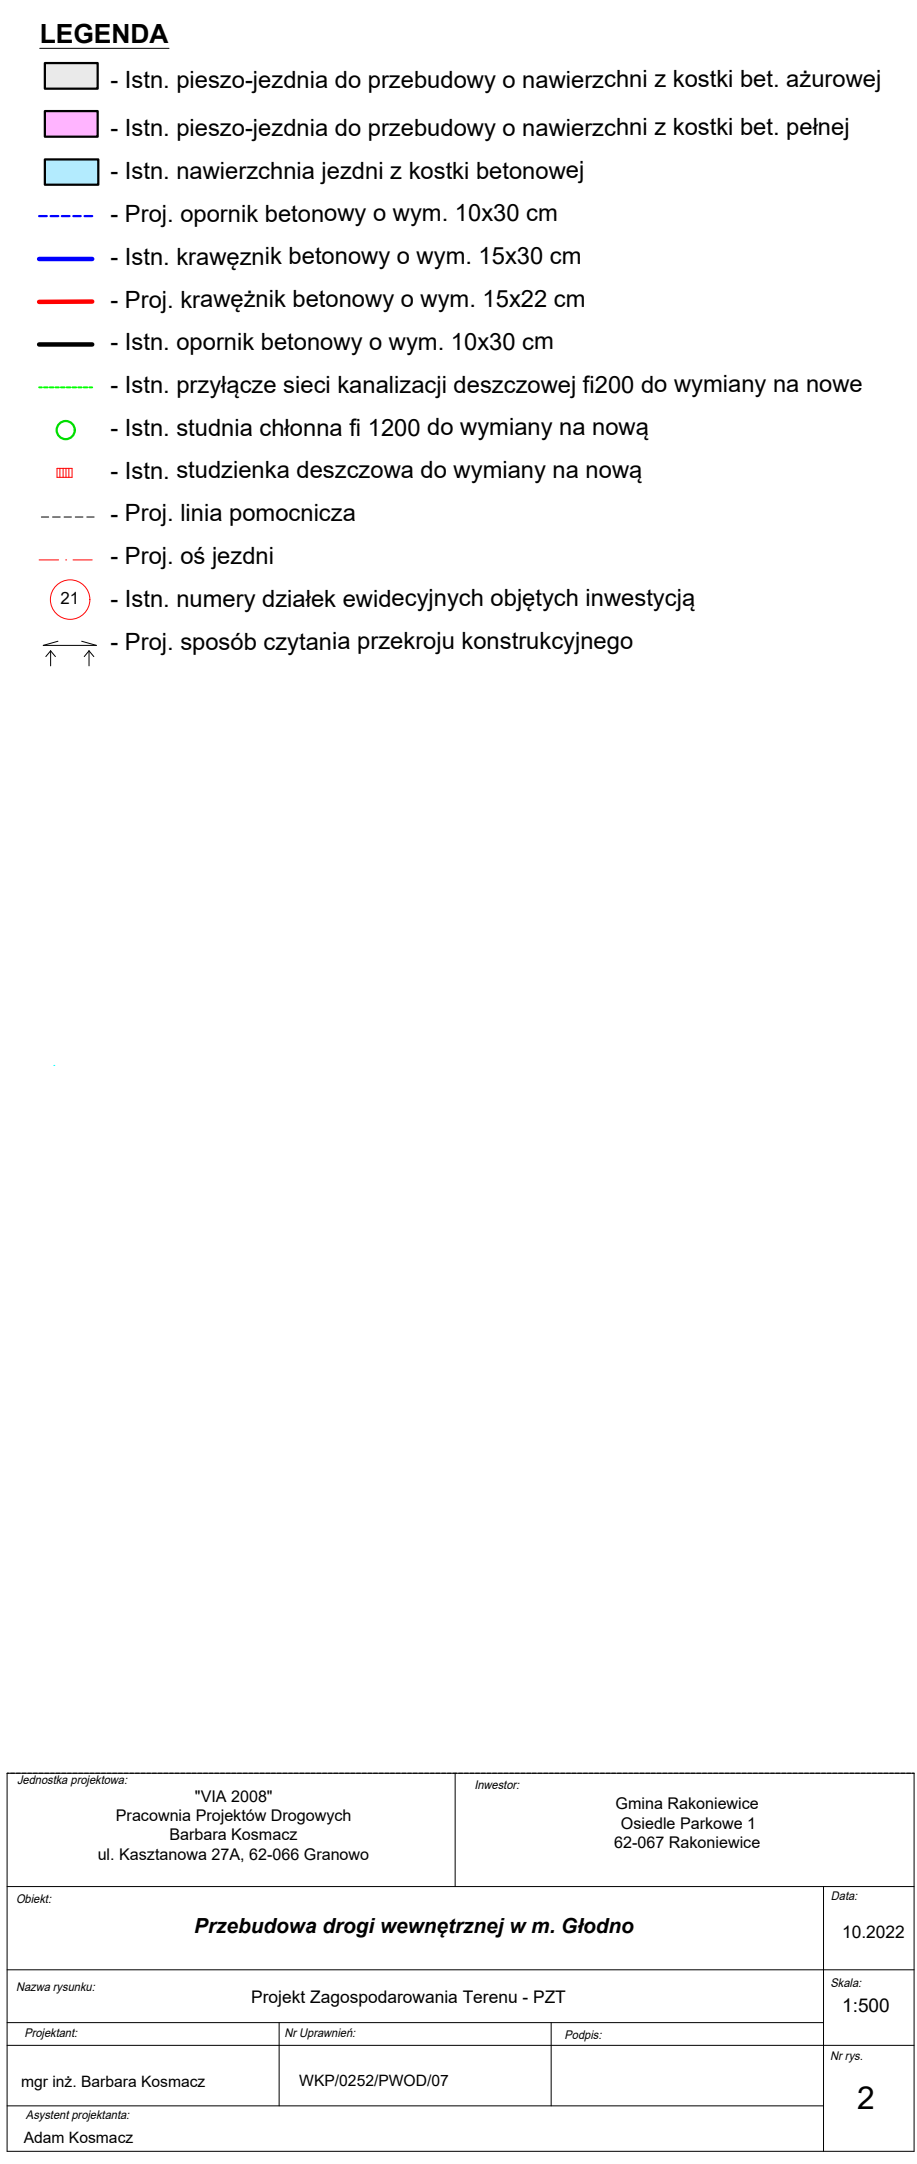 LEGENDA
- Istn. pieszo-jezdnia do przebudowy o nawierzchni z kostki bet. ażurowej
- Istn. pieszo-jezdnia do przebudowy o nawierzchni z kostki bet. pełnej
- Istn. nawierzchnia jezdni z kostki betonowej
- Proj. opornik betonowy o wym. 10x30 cm
- Istn. krawęznik betonowy o wym. 15x30 cm
- Proj. krawężnik betonowy o wym. 15x22 cm
- Istn. opornik betonowy o wym. 10x30 cm
- Istn. przyłącze sieci kanalizacji deszczowej fi200 do wymiany na nowe
- Istn. studnia chłonna fi 1200 do wymiany na nową
- Istn. studzienka deszczowa do wymiany na nową
- Proj. linia pomocnicza
- Proj. oś jezdni
21 - Istn. numery działek ewidecyjnych objętych inwestycją
- Proj. sposób czytania przekroju konstrukcyjnego
Jednostka projektowa:
"VIA 2008"
Pracownia Projektów Drogowych
Barbara Kosmacz
ul. Kasztanowa 27A, 62-066 Granowo
Inwestor:
Gmina Rakoniewice
Osiedle Parkowe 1
62-067 Rakoniewice
Obiekt:
Przebudowa drogi wewnętrznej w m. Głodno
Data:
10.2022
Nazwa rysunku:
Projekt Zagospodarowania Terenu - PZT
Skala:
1:500
Projektant:
mgr inż. Barbara Kosmacz
Nr Uprawnień:
WKP/0252/PWOD/07
Podpis:
Nr rys.
2
Asystent projektanta:
Adam Kosmacz